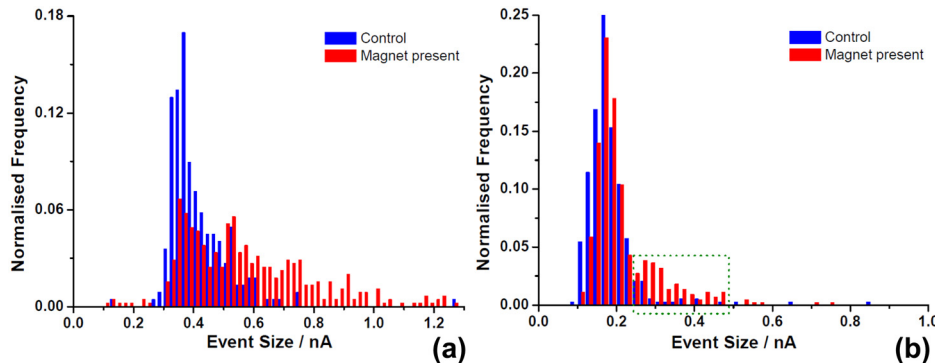 0.18
0.12
0.06
0.00
0.0 0.2 0.4 0.6 0.8 1.0 1.2
Normalised Frequency
Event Size / nA
Control
Magnet present
(a)
0.25
0.20
0.15
0.10
0.05
0.00
0.0 0.2 0.4 0.6 0.8 1.0
Normalised Frequency
Event Size / nA
Control
Magnet present
(b)